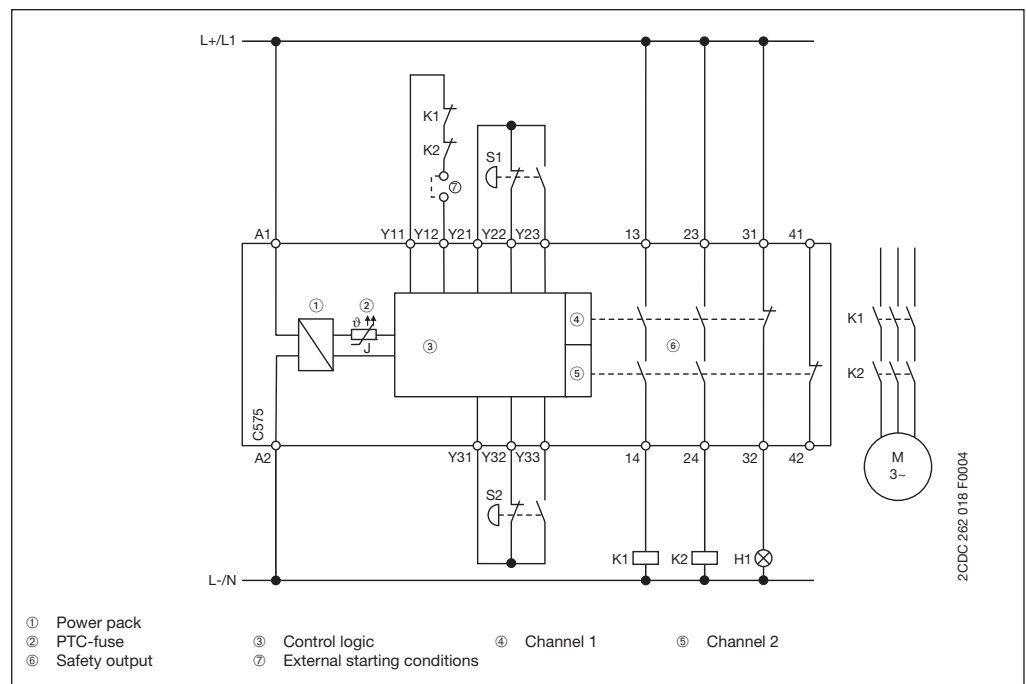 L+/L1
K1
K2
⑦
S1
A1 Y11 Y12 Y21 Y22 Y23 13 23 31 41
① ② ϑ J ③ ④ ⑤ ⑥
K1
K2
C575
A2 Y31 Y32 Y33 14 24 32 42
M
3~
S2
K1 K2 H1
L-/N
2CDC 262 018 F0004
① Power pack
② PTC-fuse ③ Control logic ④ Channel 1 ⑤ Channel 2
⑥ Safety output ⑦ External starting conditions